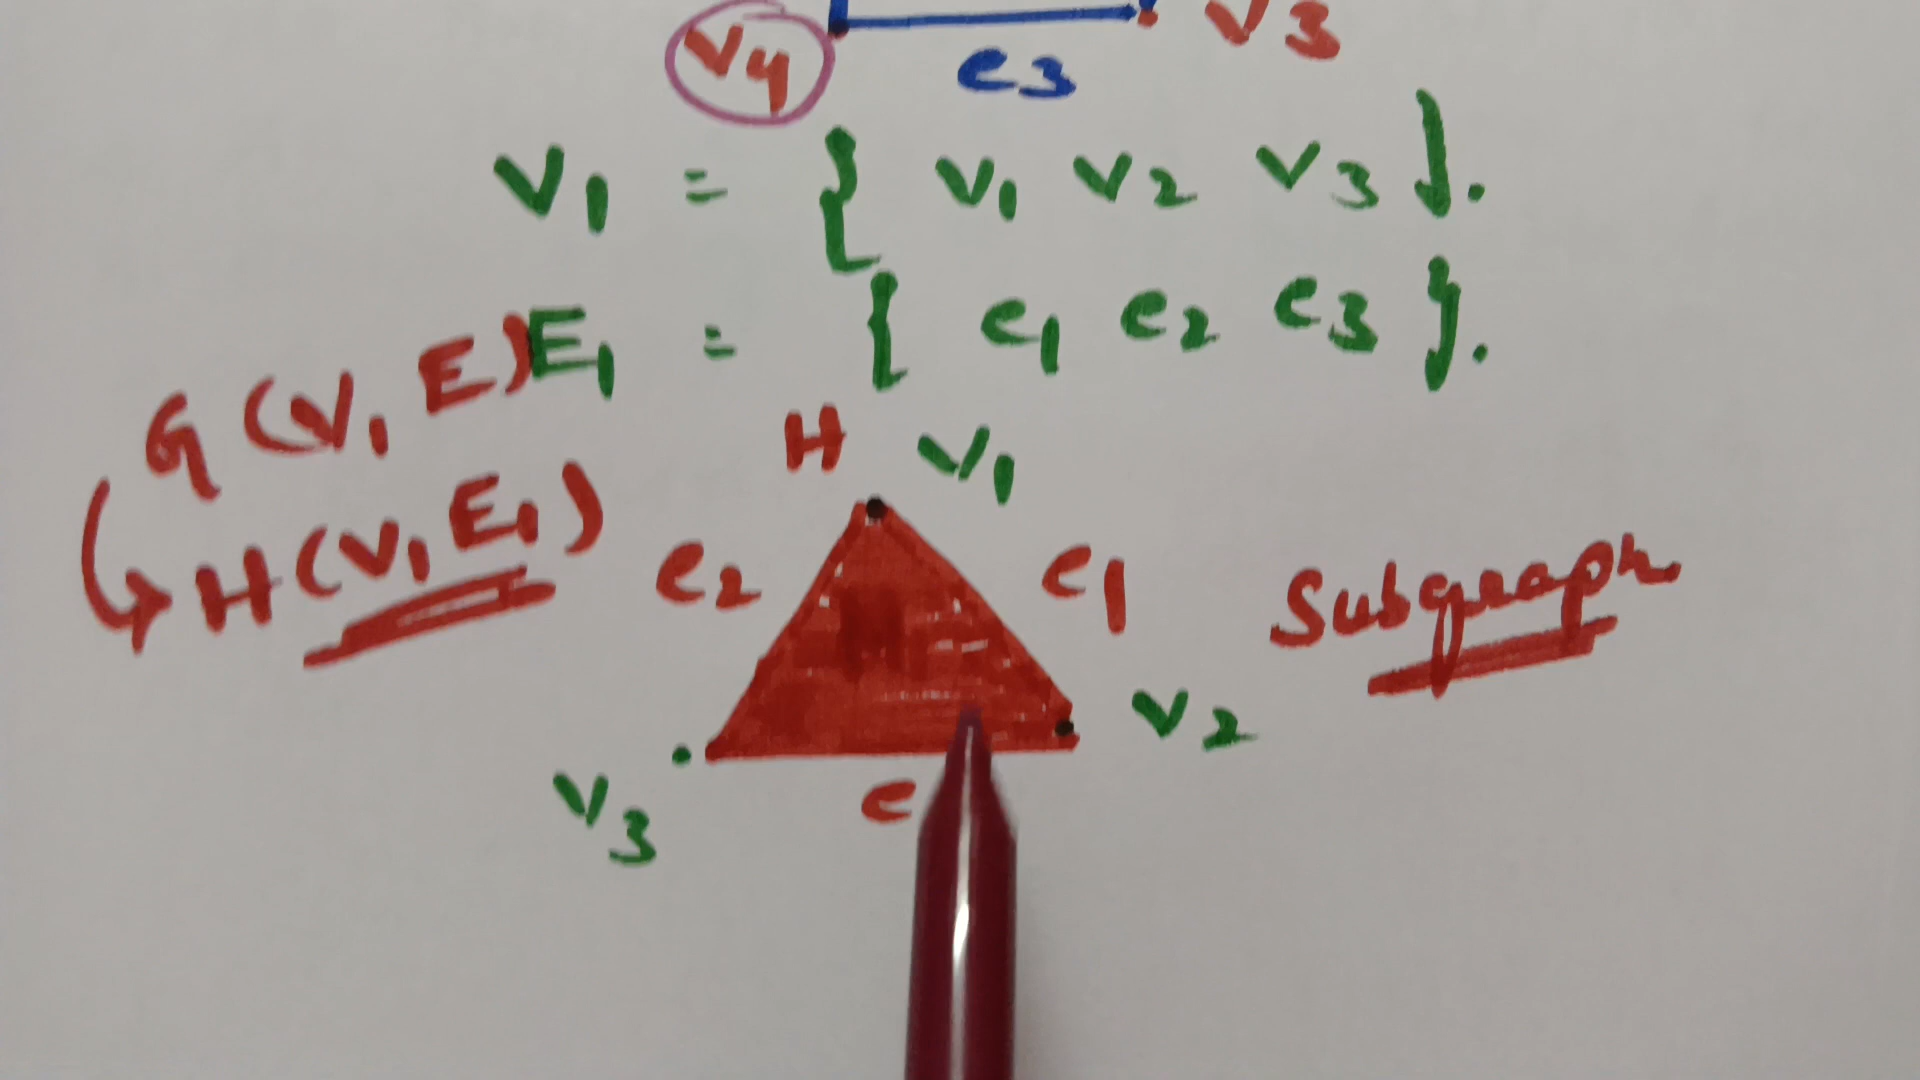 V4 e3 V3
V1 = { V1 V2 V3 }.
E1 = { e1 e2 e3 }.
G (V, E)
H (V1 E1)
H V1
e2 e1
Subgraph
V2
V3 e